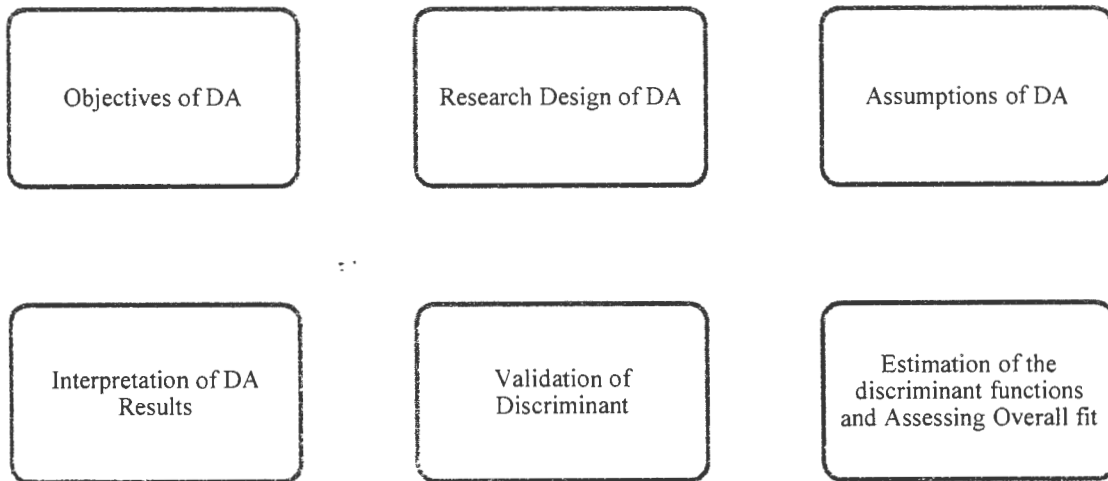 Objectives of DA
Research Design of DA
Assumptions of DA
Interpretation of DA
Results
Validation of
Discriminant
Estimation of the
discriminant functions
and Assessing Overall fit